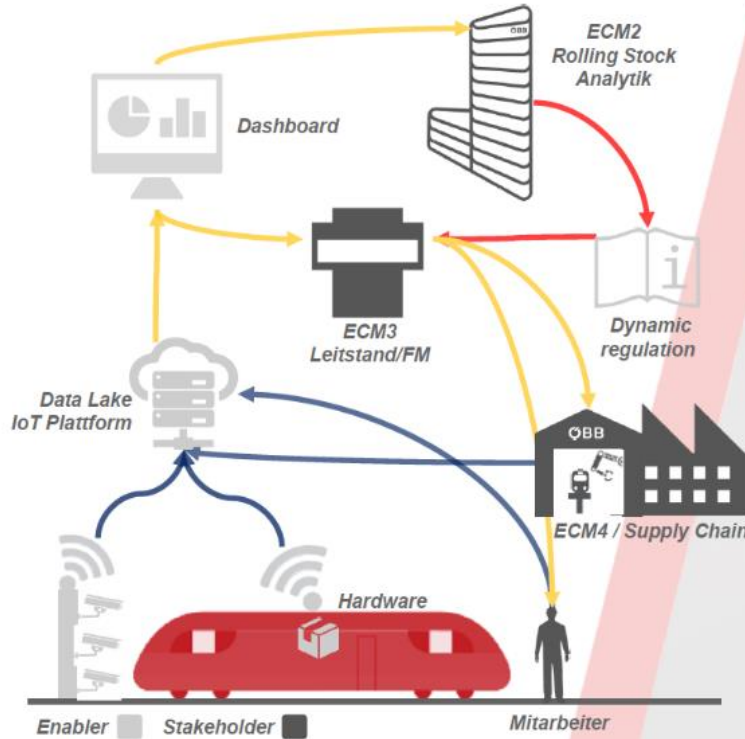 ÖBB
ECM2
Rolling Stock
Analytik
Dashboard
i
ECM3
Leitstand/FM
Dynamic
regulation
Data Lake
IoT Plattform
ÖBB
ECM4 / Supply Chain
Hardware
Enabler
Stakeholder
Mitarbeiter